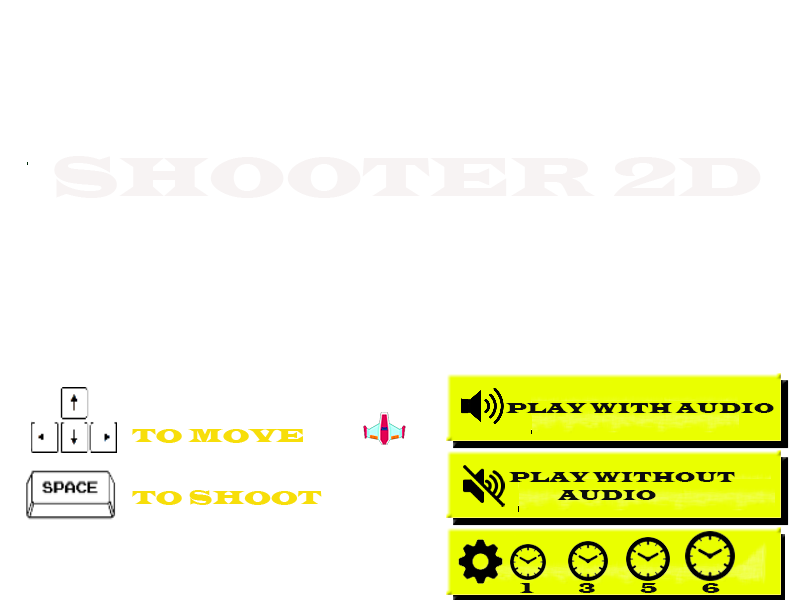 SHOOTER 2D
TO MOVE
SPACE
TO SHOOT
PLAY WITH AUDIO
PLAY WITHOUT
AUDIO
1 3 5 6